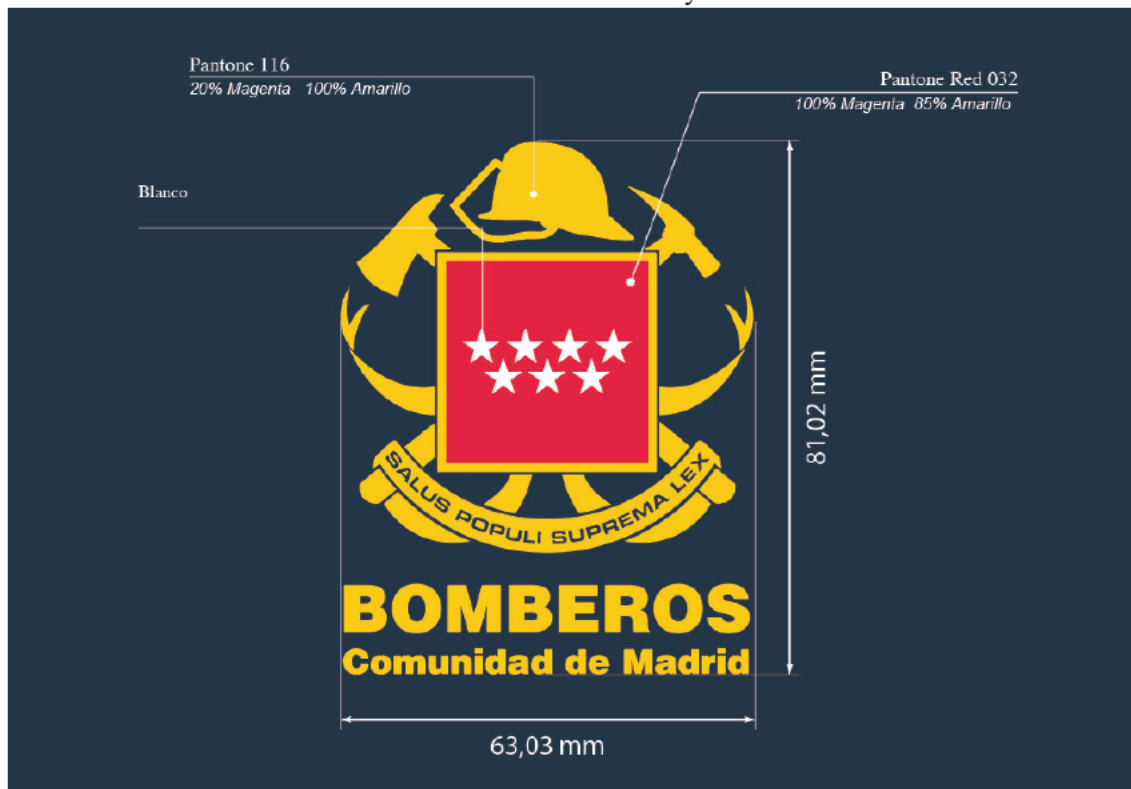 Pantone 116
20% Magenta 100% Amarillo
Pantone Red 032
100% Magenta 85% Amarillo
Blanco
81,02 mm
SALUS POPULI SUPREMA LEX
BOMBEROS
Comunidad de Madrid
63,03 mm